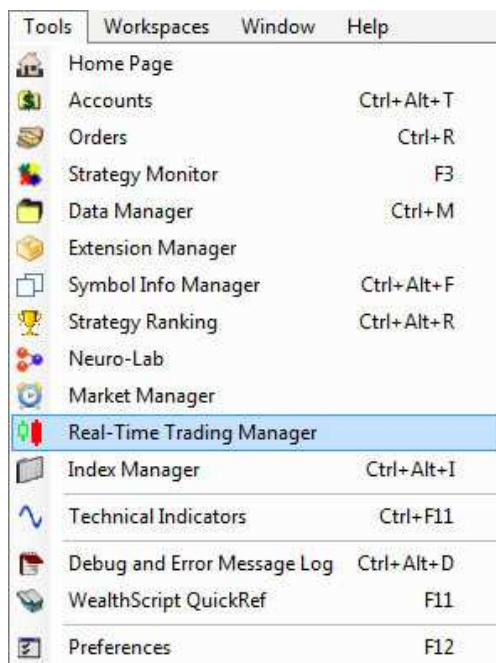 Tools Workspaces Window Help
Home Page
Accounts Ctrl+Alt+T
Orders Ctrl+R
Strategy Monitor F3
Data Manager Ctrl+M
Extension Manager
Symbol Info Manager Ctrl+Alt+F
Strategy Ranking Ctrl+Alt+R
Neuro-Lab
Market Manager
Real-Time Trading Manager
Index Manager Ctrl+Alt+I
Technical Indicators Ctrl+F11
Debug and Error Message Log Ctrl+Alt+D
WealthScript QuickRef F11
Preferences F12